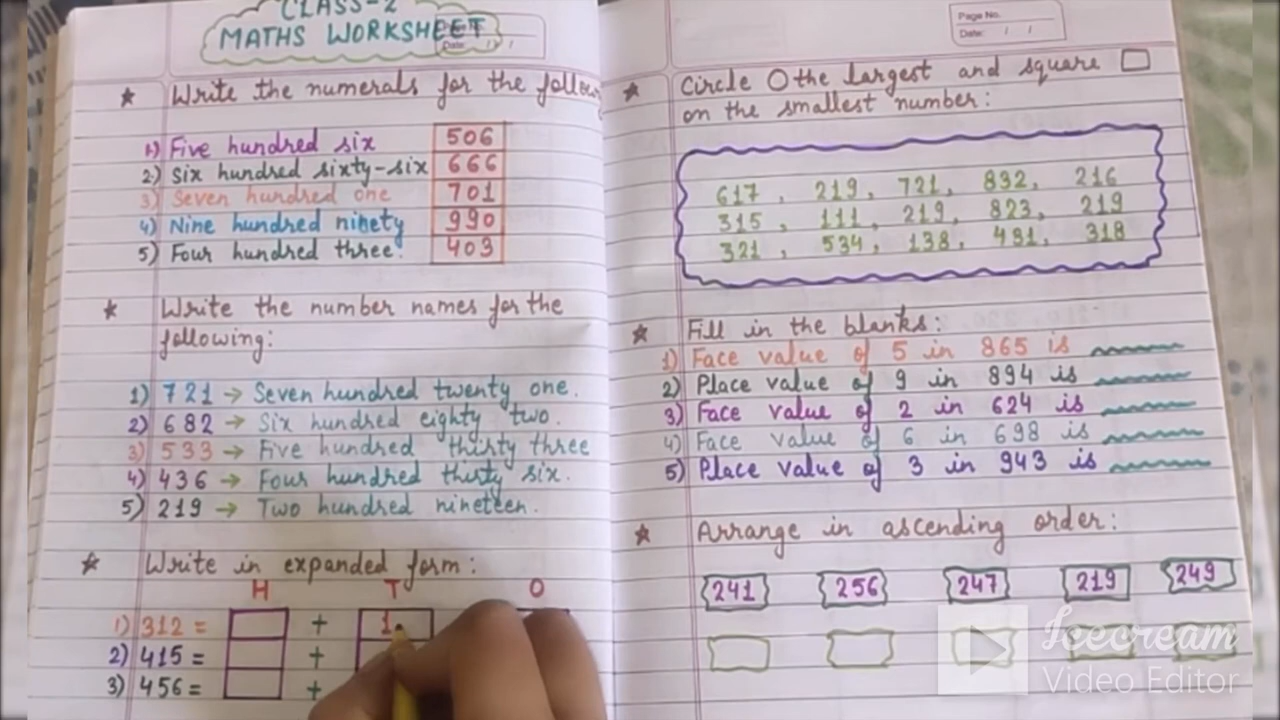 CLASS-2
MATHS WORKSHEET
Date: / /
★ Write the numerals for the
1) Five hundred six 506
2) Six hundred sixty-six 666
3) Seven hundred one 701
4) Nine hundred ninety 990
5) Four hundred three. 403
★ Write the number names for the
following:
1) 721 → Seven hundred twenty one.
2) 682 → Six hundred eighty two.
3) 533 → Five hundred thirty three
4) 436 → Four hundred thirty six.
5) 219 → Two hundred nineteen.
★ Write in expanded form:
H T O
1) 312 = + 1
2) 415 = +
3) 456 = +
Page No.
Date: / /
★ Circle O the largest and square □
on the smallest number:
617, 219, 721, 832, 216
315, 111, 219, 823, 219
321, 534, 138, 431, 318
★ Fill in the blanks:
1) Face value of 5 in 865 is
2) Place value of 9 in 894 is
3) Face value of 2 in 624 is
4) Face value of 6 in 698 is
5) Place value of 3 in 943 is
★ Arrange in ascending order:
241 256 247 219 249
Icecream
Video Editor